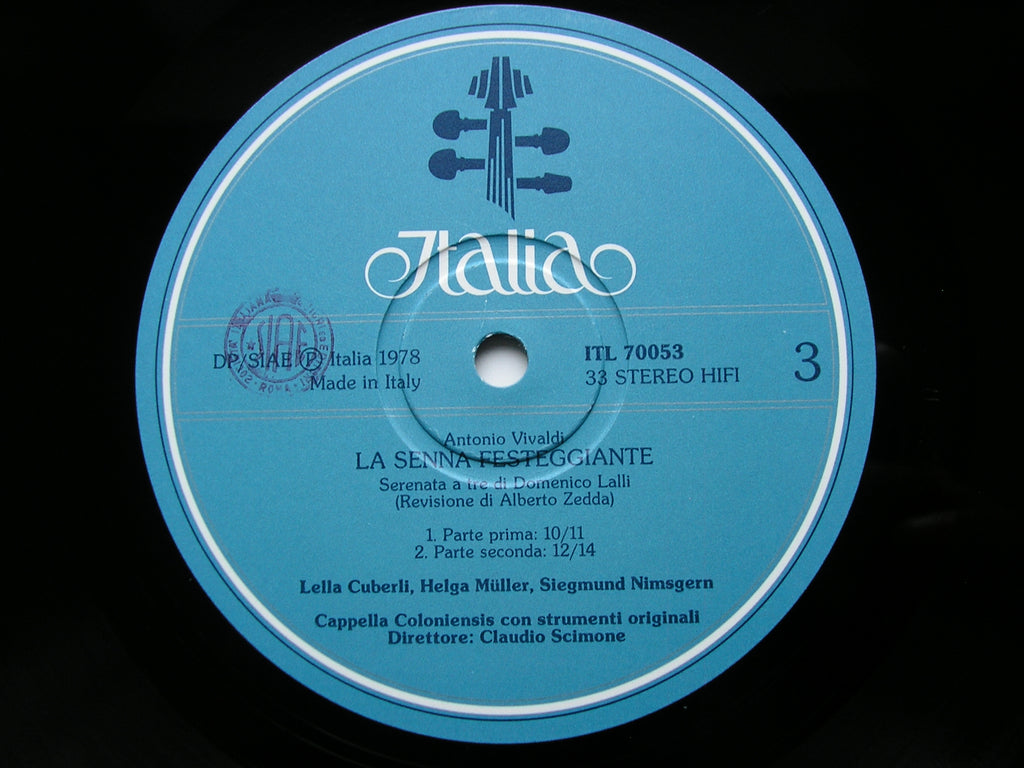 Italia
DP/SIAE Ⓟ Italia 1978
Made in Italy
SIAE
ROMA
ITL 70053
33 STEREO HIFI
3
Antonio Vivaldi
LA SENNA FESTEGGIANTE
Serenata a tre di Domenico Lalli
(Revisione di Alberto Zedda)
1. Parte prima: 10/11
2. Parte seconda: 12/14
Lella Cuberli, Helga Müller, Siegmund Nimsgern
Cappella Coloniensis con strumenti originali
Direttore: Claudio Scimone